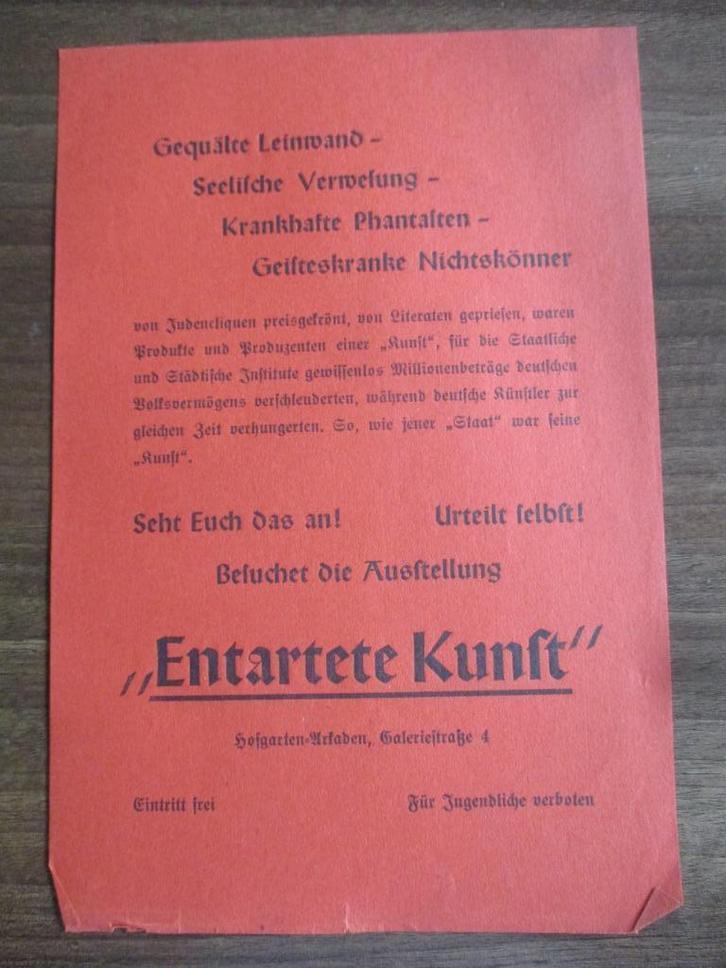 Gequälte Leinwand –
Seelische Verwesung –
Krankhafte Phantasten –
Geisteskranke Nichtskönner
von Judencliquen preisgekrönt, von Literaten gepriesen, waren
Produkte und Produzenten einer „Kunst“, für die Staatliche
und Städtische Institute gewissenlos Millionenbeträge deutschen
Volksvermögens verschleuderten, während deutsche Künstler zur
gleichen Zeit verhungerten. So, wie jener „Staat“ war seine
„Kunst“.
Seht Euch das an! Urteilt selbst!
Besuchet die Ausstellung
„Entartete Kunst“
Hofgarten-Arkaden, Galeriestraße 4
Eintritt frei Für Jugendliche verboten